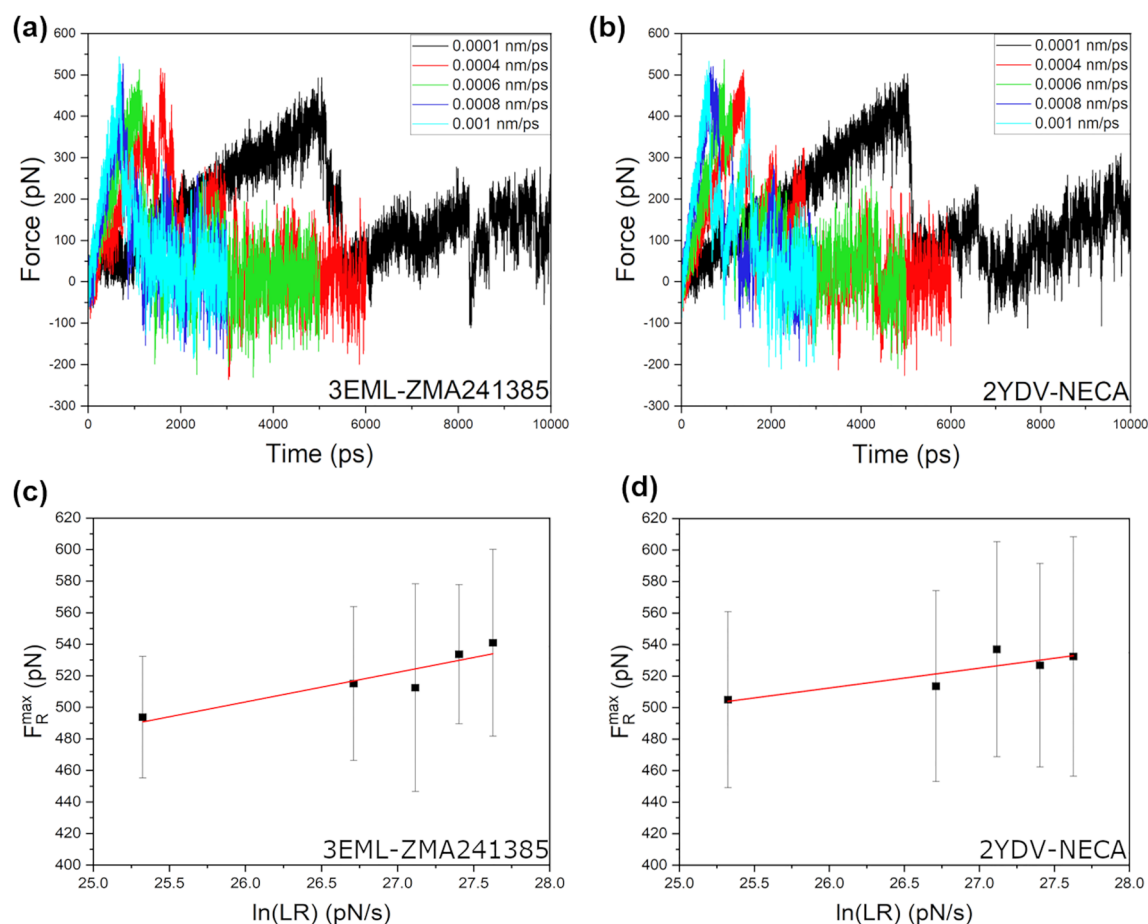 (a)
600
500
400
300
200
100
0
-100
-200
-300
Force (pN)
0.0001 nm/ps
0.0004 nm/ps
0.0006 nm/ps
0.0008 nm/ps
0.001 nm/ps
3EML-ZMA241385
0 2000 4000 6000 8000 10000
Time (ps)
(b)
600
500
400
300
200
100
0
-100
-200
-300
Force (pN)
0.0001 nm/ps
0.0004 nm/ps
0.0006 nm/ps
0.0008 nm/ps
0.001 nm/ps
2YDV-NECA
0 2000 4000 6000 8000 10000
Time (ps)
(c)
620
600
580
560
540
520
500
480
460
440
420
400
F_R^max (pN)
3EML-ZMA241385
25.0 25.5 26.0 26.5 27.0 27.5 28.0
ln(LR) (pN/s)
(d)
620
600
580
560
540
520
500
480
460
440
420
400
F_R^max (pN)
2YDV-NECA
25.0 25.5 26.0 26.5 27.0 27.5 28.0
ln(LR) (pN/s)